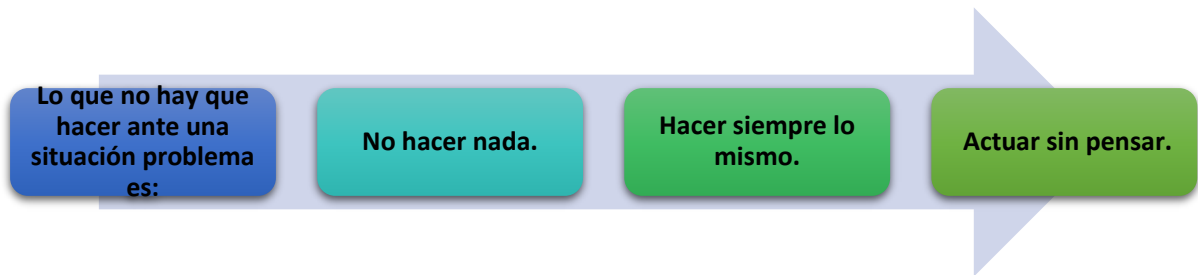 Lo que no hay que
hacer ante una
situación problema
es:
No hacer nada.
Hacer siempre lo
mismo.
Actuar sin pensar.